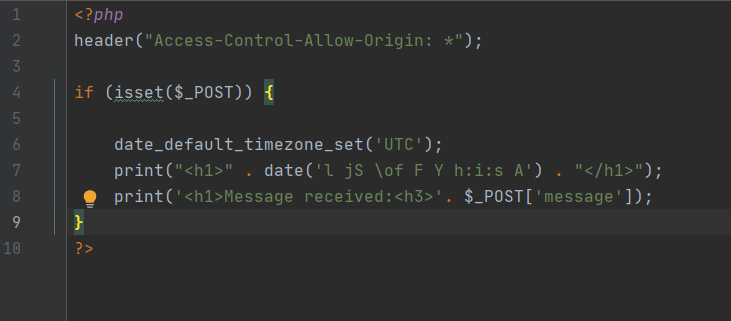 1 <?php
2 header("Access-Control-Allow-Origin: *");
3
4 if (isset($_POST)) {
5
6     date_default_timezone_set('UTC');
7     print("<h1>" . date('l jS \of F Y h:i:s A') . "</h1>");
8     print('<h1>Message received:<h3>'. $_POST['message']);
9 }
10 ?>